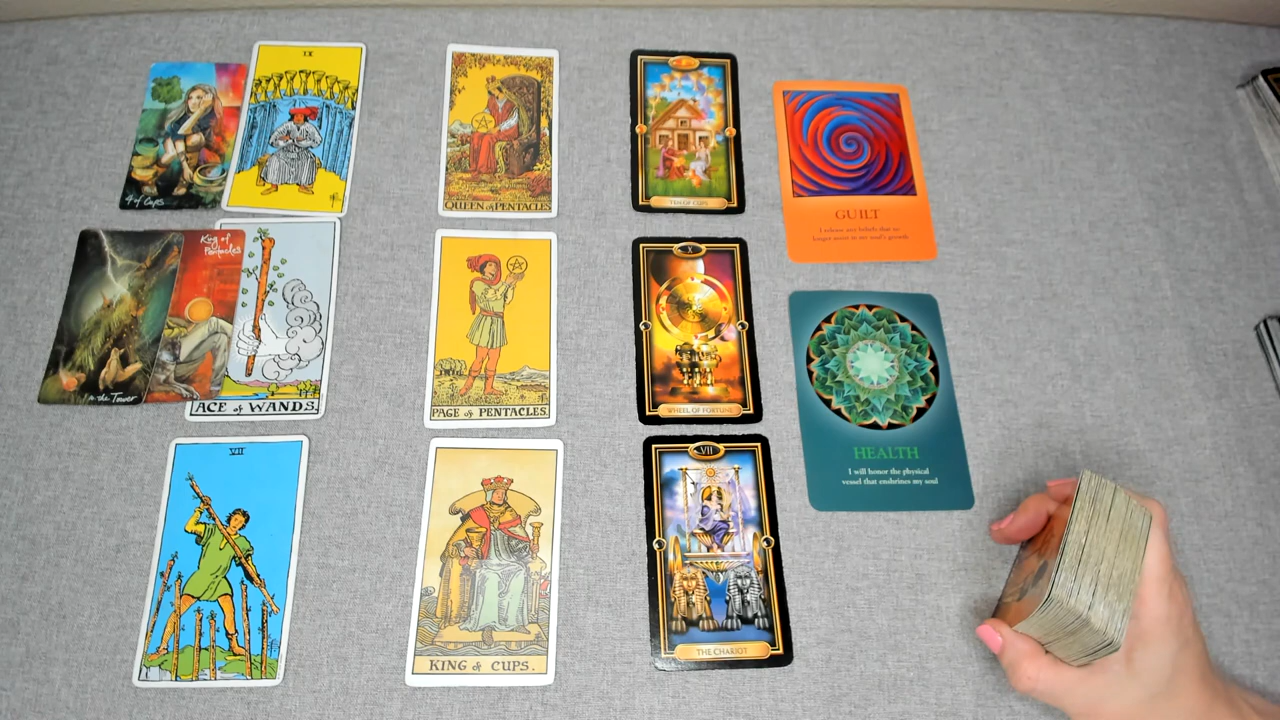 4 of Cups
IX
QUEEN of PENTACLES
TEN OF CUPS
GUILT
I release any beliefs that no
longer assist in my soul's growth
the Tower
King of
Pentacles
ACE of WANDS.
PAGE of PENTACLES.
X
WHEEL OF FORTUNE
HEALTH
I will honor the physical
vessel that enshrines my soul
VII
KING of CUPS.
VII
THE CHARIOT